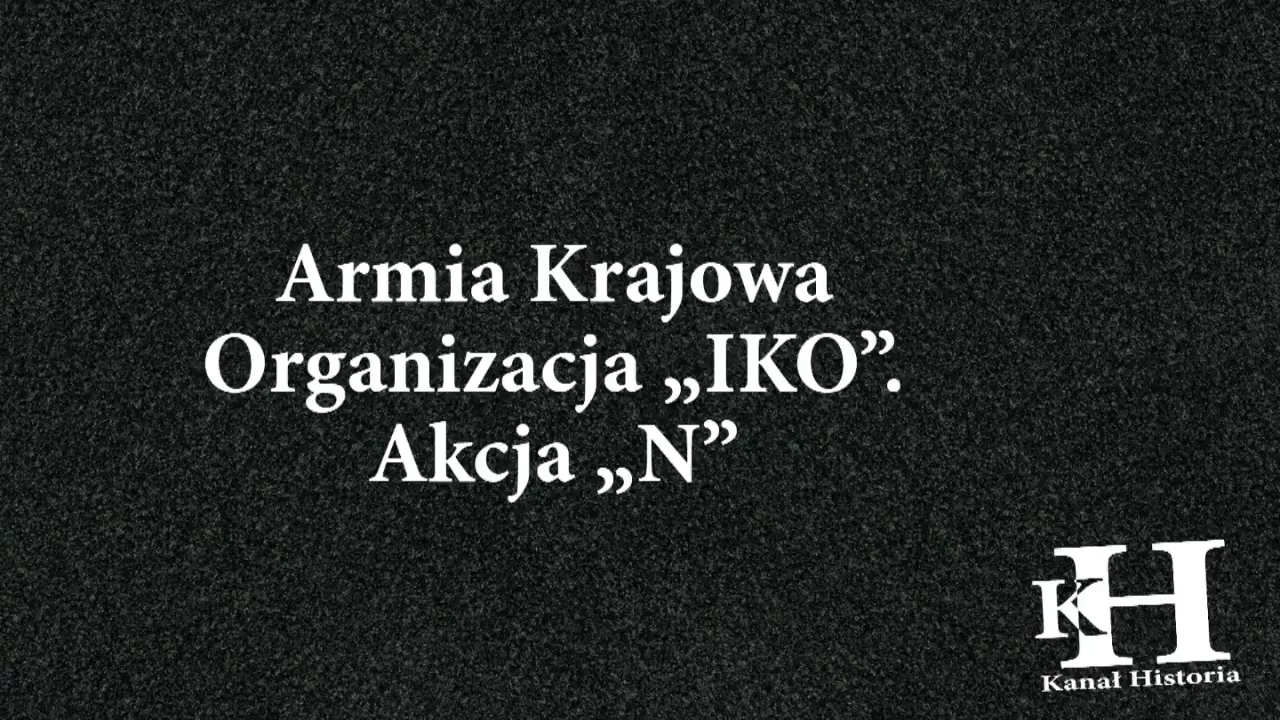 Armia Krajowa
Organizacja „IKO”.
Akcja „N”
KH
Kanał Historia